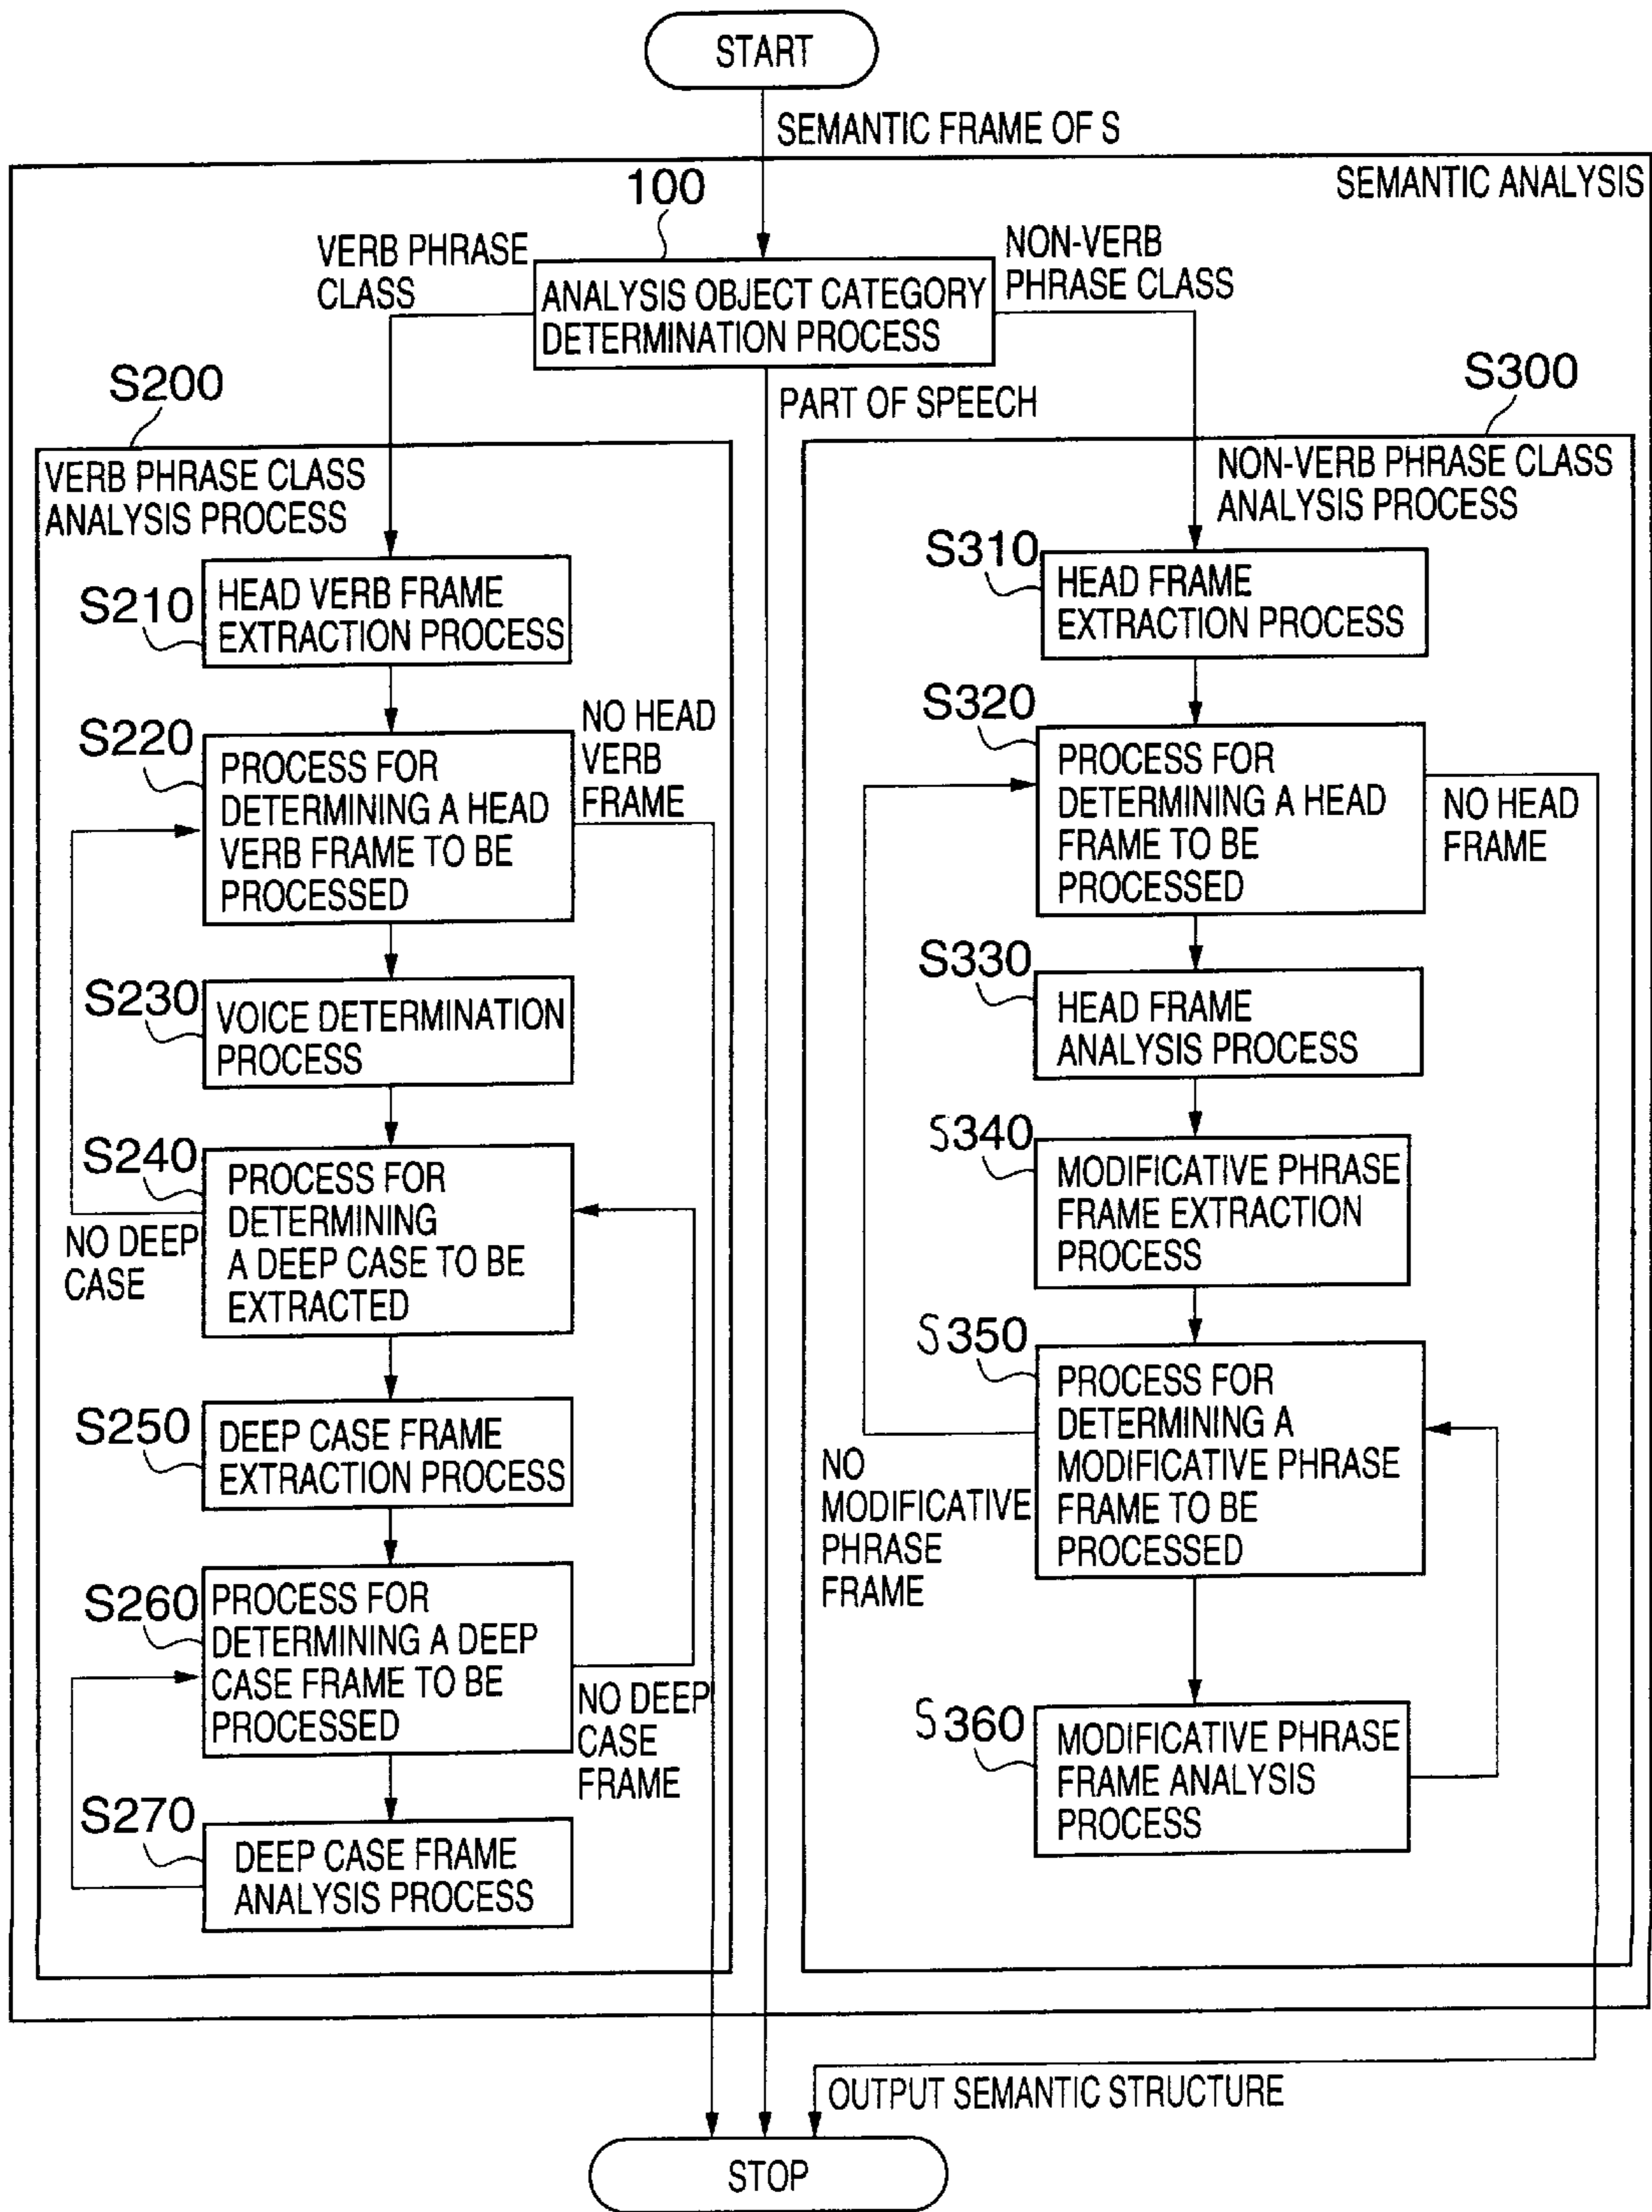 START
SEMANTIC FRAME OF S
SEMANTIC ANALYSIS
100
VERB PHRASE
CLASS
NON-VERB
PHRASE CLASS
ANALYSIS OBJECT CATEGORY
DETERMINATION PROCESS
PART OF SPEECH
S200
VERB PHRASE CLASS
ANALYSIS PROCESS
S210
HEAD VERB FRAME
EXTRACTION PROCESS
S220
PROCESS FOR
DETERMINING A HEAD
VERB FRAME TO BE
PROCESSED
NO HEAD
VERB
FRAME
S230
VOICE DETERMINATION
PROCESS
S240
PROCESS FOR
DETERMINING
A DEEP CASE TO BE
EXTRACTED
NO DEEP
CASE
S250
DEEP CASE FRAME
EXTRACTION PROCESS
S260
PROCESS FOR
DETERMINING A DEEP
CASE FRAME TO BE
PROCESSED
NO DEEP
CASE
FRAME
S270
DEEP CASE FRAME
ANALYSIS PROCESS
S300
NON-VERB PHRASE CLASS
ANALYSIS PROCESS
S310
HEAD FRAME
EXTRACTION PROCESS
S320
PROCESS FOR
DETERMINING A HEAD
FRAME TO BE
PROCESSED
NO HEAD
FRAME
S330
HEAD FRAME
ANALYSIS PROCESS
S340
MODIFICATIVE PHRASE
FRAME EXTRACTION
PROCESS
S350
PROCESS FOR
DETERMINING A
MODIFICATIVE PHRASE
FRAME TO BE
PROCESSED
NO
MODIFICATIVE
PHRASE
FRAME
S360
MODIFICATIVE PHRASE
FRAME ANALYSIS
PROCESS
OUTPUT SEMANTIC STRUCTURE
STOP